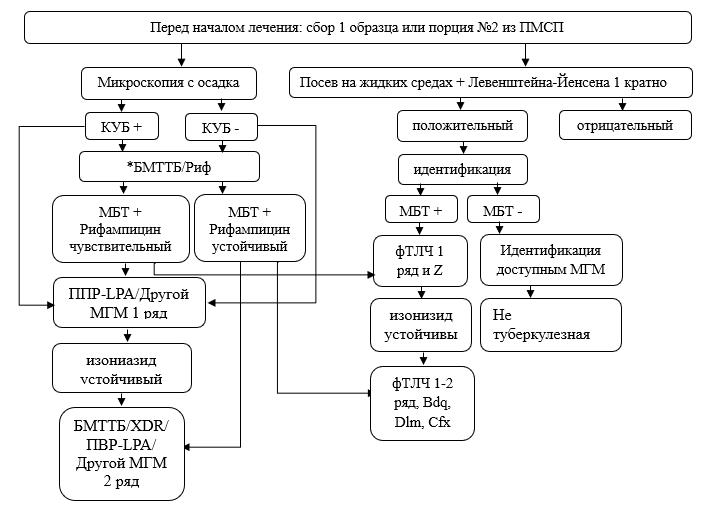 Перед началом лечения: сбор 1 образца или порция №2 из ПМСП
Микроскопия с осадка
Посев на жидких средах + Левенштейна-Йенсена 1 кратно
КУБ +
КУБ -
положительный
отрицательный
*БМТТБ/Риф
идентификация
МБТ +
Рифампицин
чувствительный
МБТ +
Рифампицин
устойчивый
МБТ +
МБТ -
фТЛЧ 1
ряд и Z
Идентификация
доступным МГМ
ППР-LPA/Другой
МГМ 1 ряд
изонизид
устойчивы
Не
туберкулезная
изониазид
устойчивый
фТЛЧ 1-2
ряд, Bdq,
Dlm, Cfx
БМТТБ/XDR/
ПВР-LPA/
Другой МГМ
2 ряд